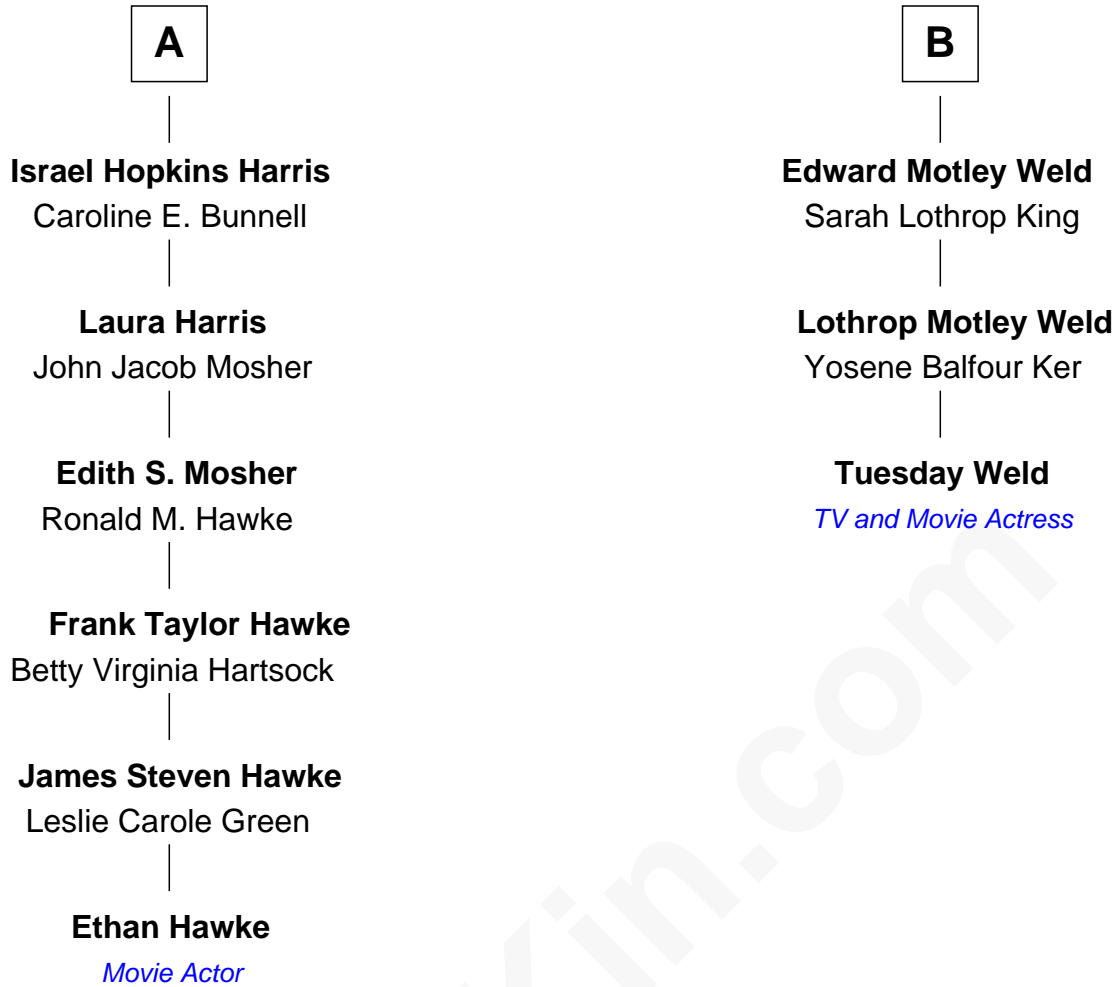 A
Israel Hopkins Harris
Caroline E. Bunnell
Laura Harris
John Jacob Mosher
Edith S. Mosher
Ronald M. Hawke
Frank Taylor Hawke
Betty Virginia Hartsock
James Steven Hawke
Leslie Carole Green
Ethan Hawke
Movie Actor
B
Edward Motley Weld
Sarah Lothrop King
Lothrop Motley Weld
Yosene Balfour Ker
Tuesday Weld
TV and Movie Actress
Kin.com